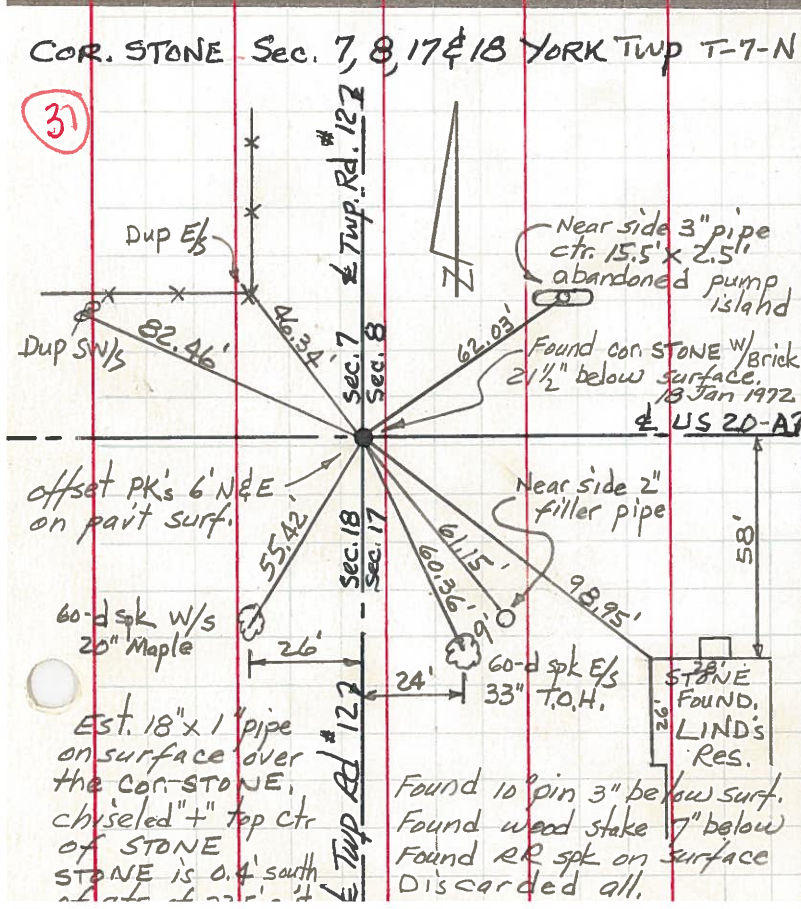 COR. STONE Sec. 7, 8, 17 & 18 YORK Twp T-7-N
37
℄ Twp. Rd. # 127
Dup E/s
Near side 3" pipe
ctr. 15.5' x 2.5'
abandoned pump
island
N
46.34'
82.46'
62.03'
Dup SW/s
Sec. 7
Sec. 8
Found cor. STONE W/Brick
21½" below surface.
18 Jan 1972
℄ US 20-A
offset PK's 6' N & E
on pav't surf.
55.42'
Sec. 18
Sec. 17
Near side 2"
filler pipe
61.15'
60.36'
98.95'
58'
60-d spk W/s
20" Maple
9'
26'
24'
60-d spk E/s
33" T.O.H.
28'
26'
STONE
FOUND.
LIND's
Res.
Est. 18" x 1" pipe
on surface over
the cor-STONE,
chiseled "+" top ctr
of STONE
STONE is 0.4' south
℄ Twp Rd # 127
Found 10" pin 3" below surf.
Found wood stake 7" below
Found RR spk on surface
Discarded all.